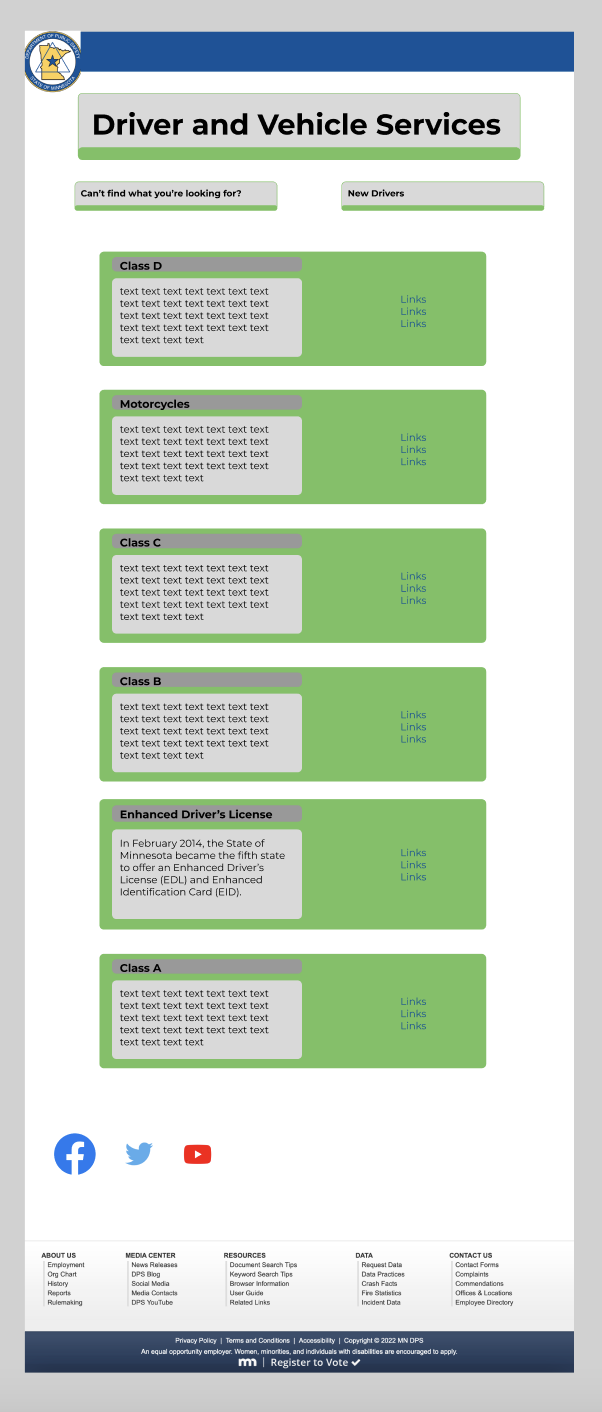 DEPARTMENT OF PUBLIC SAFETY
STATE OF MINNESOTA
Driver and Vehicle Services
Can't find what you're looking for?
New Drivers
Class D
text text text text text text text
text text text text text text text
text text text text text text text
text text text text text text text
text text text text
Links
Links
Links
Motorcycles
text text text text text text text
text text text text text text text
text text text text text text text
text text text text text text text
text text text text
Links
Links
Links
Class C
text text text text text text text
text text text text text text text
text text text text text text text
text text text text text text text
text text text text
Links
Links
Links
Class B
text text text text text text text
text text text text text text text
text text text text text text text
text text text text text text text
text text text text
Links
Links
Links
Enhanced Driver's License
In February 2014, the State of
Minnesota became the fifth state
to offer an Enhanced Driver's
License (EDL) and Enhanced
Identification Card (EID).
Links
Links
Links
Class A
text text text text text text text
text text text text text text text
text text text text text text text
text text text text text text text
text text text text
Links
Links
Links
ABOUT US
Employment
Org Chart
History
Reports
Rulemaking
MEDIA CENTER
News Releases
DPS Blog
Social Media
Media Contacts
DPS YouTube
RESOURCES
Document Search Tips
Keyword Search Tips
Browser Information
User Guide
Related Links
DATA
Request Data
Data Practices
Crash Facts
Fire Statistics
Incident Data
CONTACT US
Contact Forms
Complaints
Commendations
Offices & Locations
Employee Directory
Privacy Policy | Terms and Conditions | Accessibility | Copyright © 2022 MN DPS
An equal opportunity employer. Women, minorities, and individuals with disabilities are encouraged to apply.
mn | Register to Vote ✔